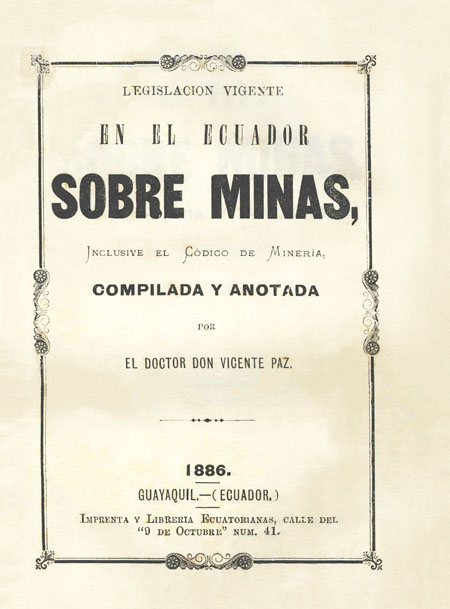 LEGISLACION VIGENTE
EN EL ECUADOR
SOBRE MINAS,
INCLUSIVE EL CÓDICO DE MINERÍA,
COMPILADA Y ANOTADA
POR
EL DOCTOR DON VICENTE PAZ.
1886.
GUAYAQUIL.—(ECUADOR.)
IMPRENTA Y LIBRERIA ECUATORIANAS, CALLE DEL
"9 DE OCTUBRE" NUM. 41.